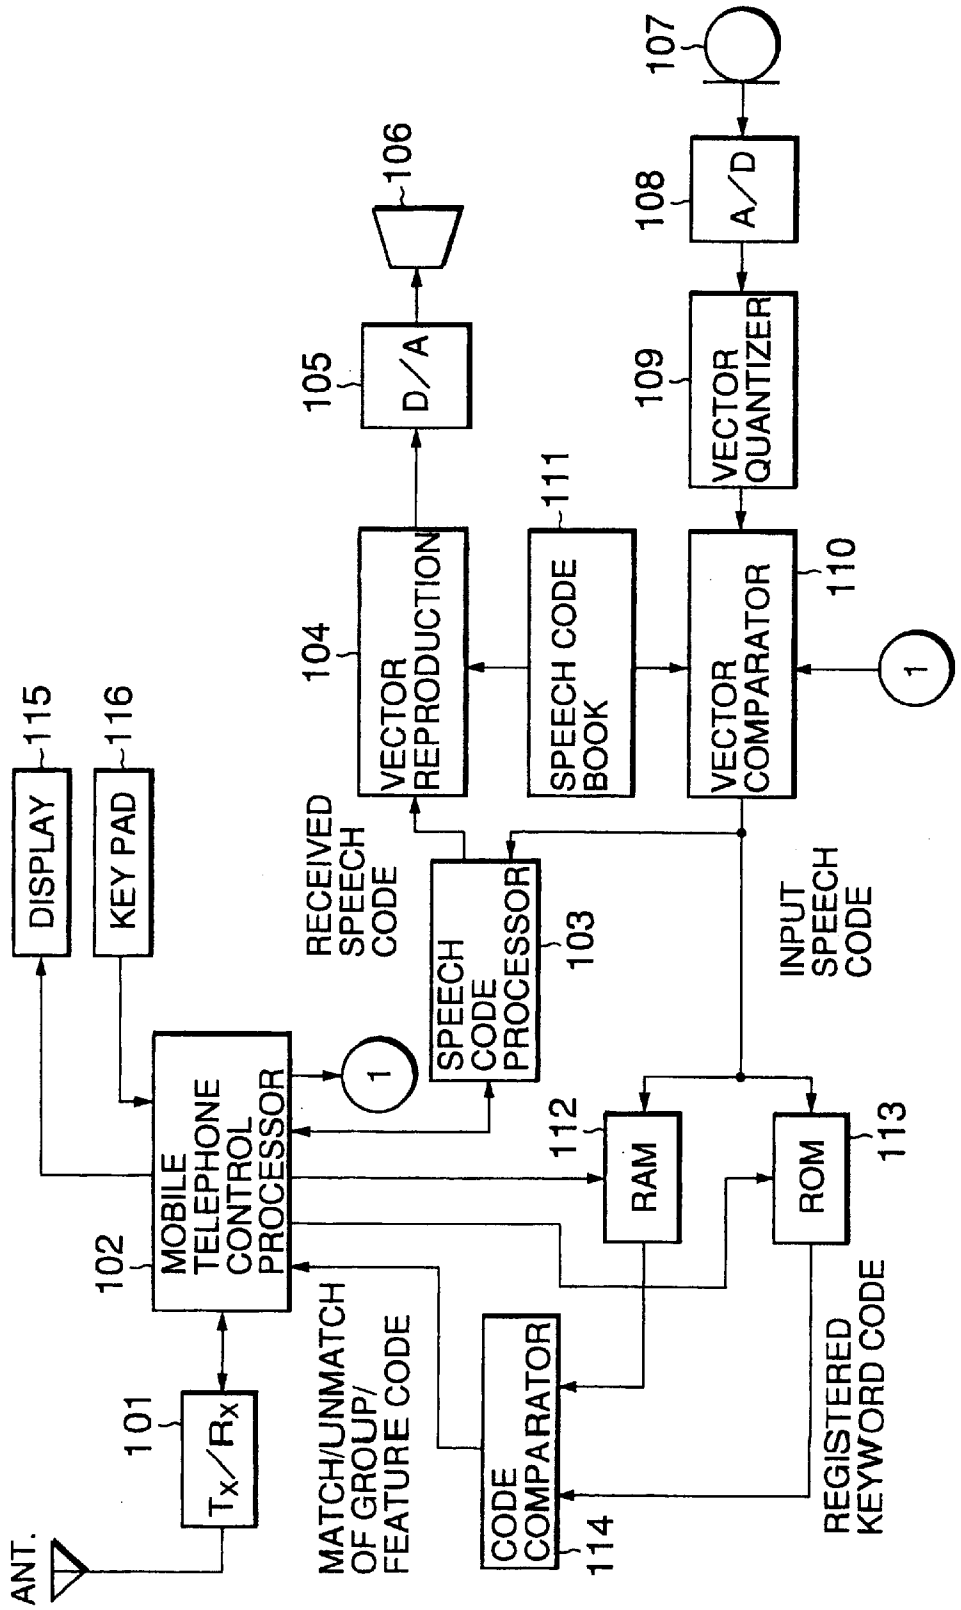 ANT.
101
Tx/Rx
102
MOBILE
TELEPHONE
CONTROL
PROCESSOR
DISPLAY
115
KEY PAD
116
1
MATCH/UNMATCH
OF GROUP/
FEATURE CODE
RECEIVED
SPEECH
CODE
SPEECH
CODE
PROCESSOR
103
104
VECTOR
REPRODUCTION
105
D/A
106
SPEECH CODE
BOOK
111
CODE
COMPARATOR
114
112
RAM
ROM
113
REGISTERED
KEYWORD CODE
INPUT
SPEECH
CODE
VECTOR
COMPARATOR
110
1
109
VECTOR
QUANTIZER
108
A/D
107